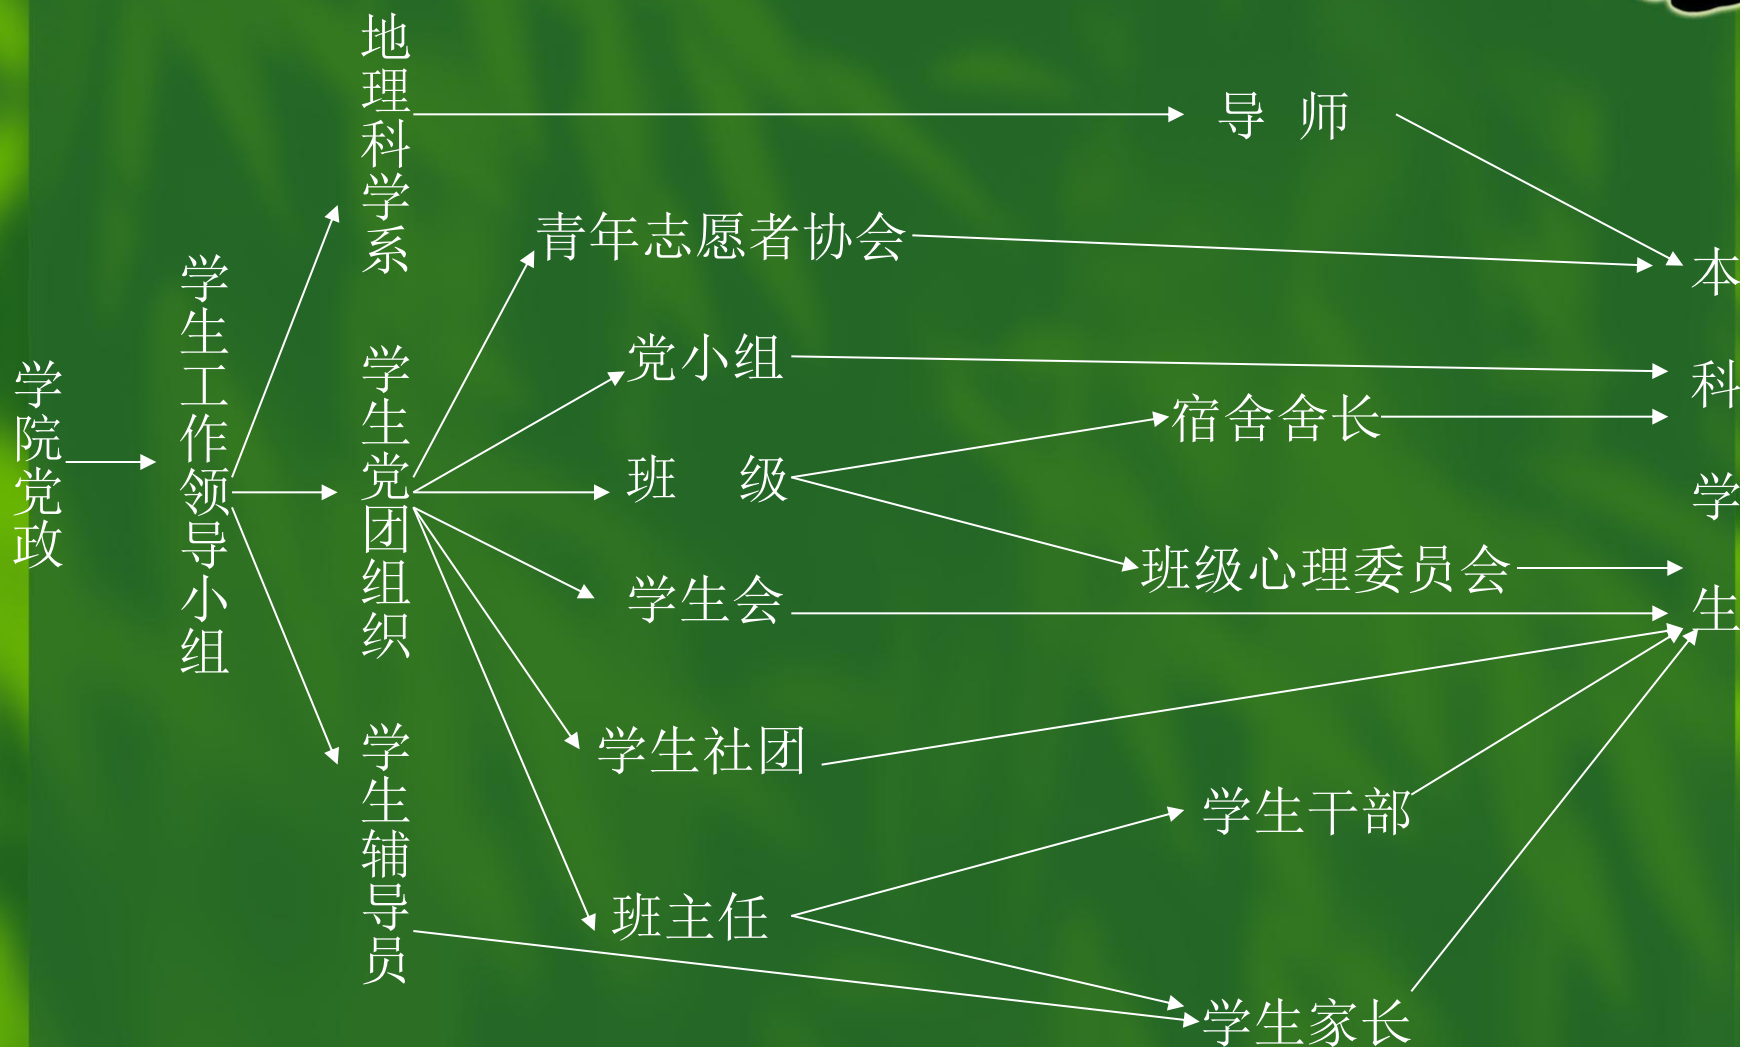 学院党政
学生工作领导小组
地理科学系
学生党团组织
学生辅导员
导 师
青年志愿者协会
党小组
班 级
学生会
学生社团
班主任
宿舍舍长
班级心理委员会
学生干部
学生家长
本科学生